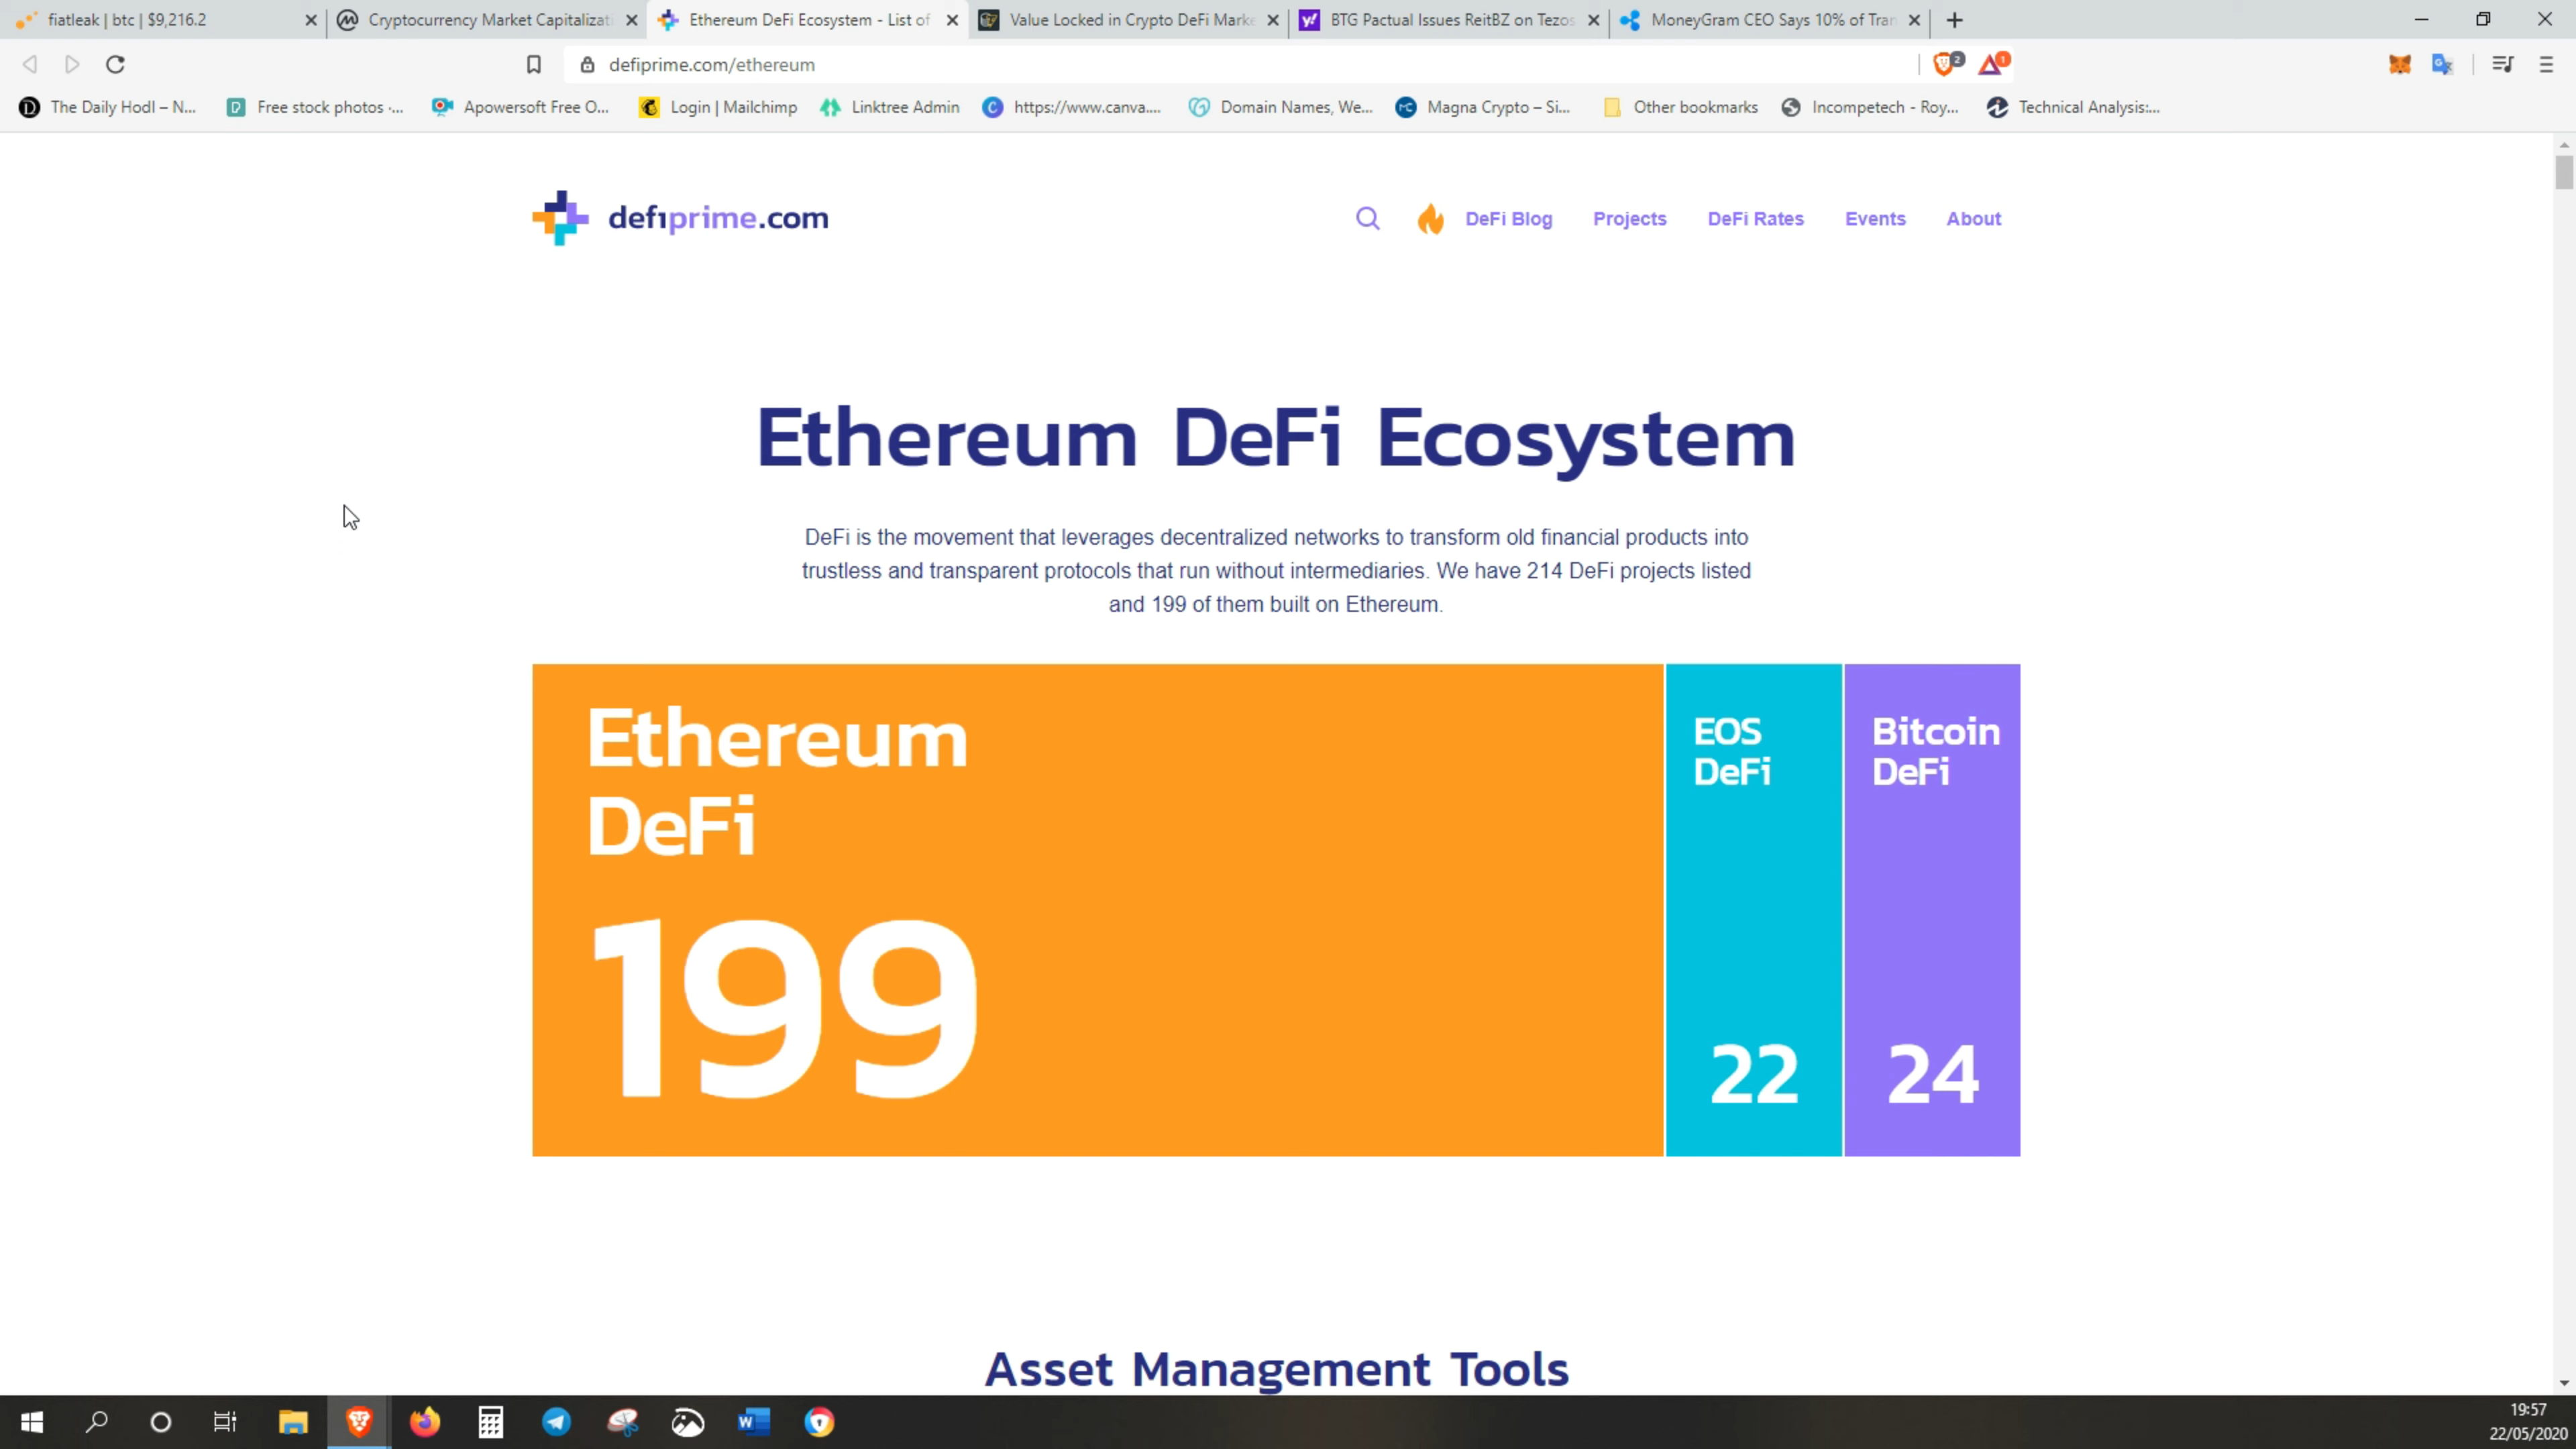 fiatleak | btc | $9,216.2
Cryptocurrency Market Capitalizati
Ethereum DeFi Ecosystem - List of
Value Locked in Crypto DeFi Marke
BTG Pactual Issues ReitBZ on Tezos
MoneyGram CEO Says 10% of Tran
defiprime.com/ethereum
2
1
The Daily Hodl – N...
Free stock photos ·...
Apowersoft Free O...
Login | Mailchimp
Linktree Admin
https://www.canva....
Domain Names, We...
Magna Crypto – Si...
Other bookmarks
Incompetech - Roy...
Technical Analysis:...
defiprime.com
DeFi Blog
Projects
DeFi Rates
Events
About
Ethereum DeFi Ecosystem
DeFi is the movement that leverages decentralized networks to transform old financial products into
trustless and transparent protocols that run without intermediaries. We have 214 DeFi projects listed
and 199 of them built on Ethereum.
Ethereum
DeFi
199
EOS
DeFi
22
Bitcoin
DeFi
24
Asset Management Tools
19:57
22/05/2020